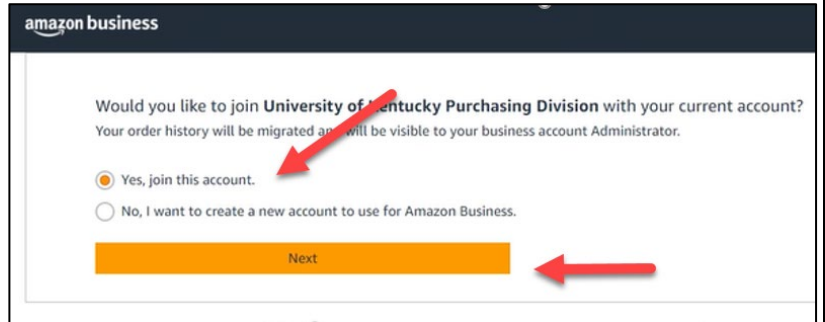 amazon business
Would you like to join University of Kentucky Purchasing Division with your current account?
Your order history will be migrated and will be visible to your business account Administrator.
Yes, join this account.
No, I want to create a new account to use for Amazon Business.
Next